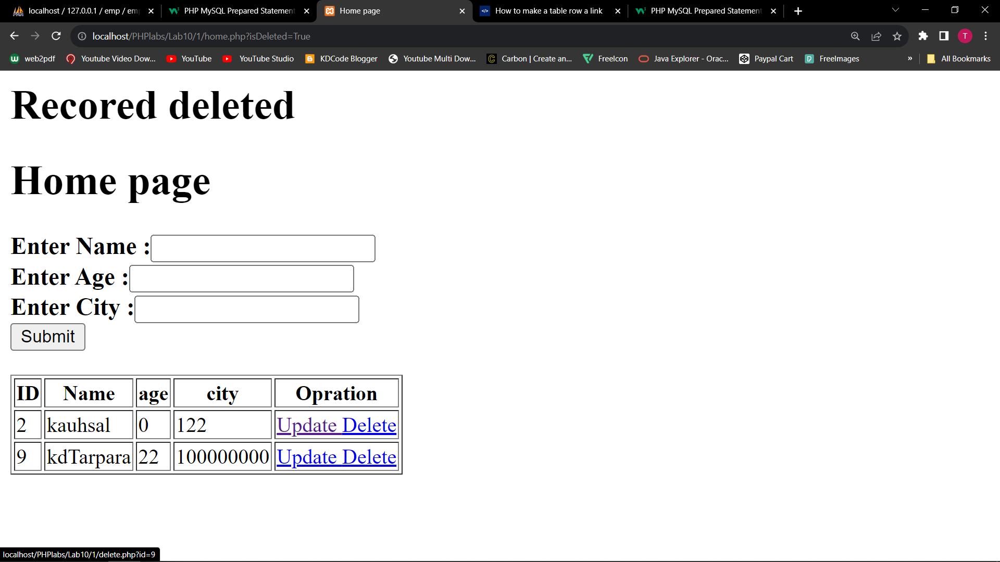 localhost / 127.0.0.1 / emp / em
PHP MySQL Prepared Statement
Home page
How to make a table row a link
PHP MySQL Prepared Statement
localhost/PHPlabs/Lab10/1/home.php?isDeleted=True
T
web2pdf
Youtube Video Dow...
YouTube
YouTube Studio
KDCode Blogger
Youtube Multi Dow...
Carbon | Create an...
FreeIcon
Java Explorer - Orac...
Paypal Cart
FreeImages
»
All Bookmarks
Recored deleted
Home page
Enter Name :
Enter Age :
Enter City :
Submit
ID Name age city Opration
2 kauhsal 0 122 Update Delete
9 kdTarpara 22 100000000 Update Delete
localhost/PHPlabs/Lab10/1/delete.php?id=9